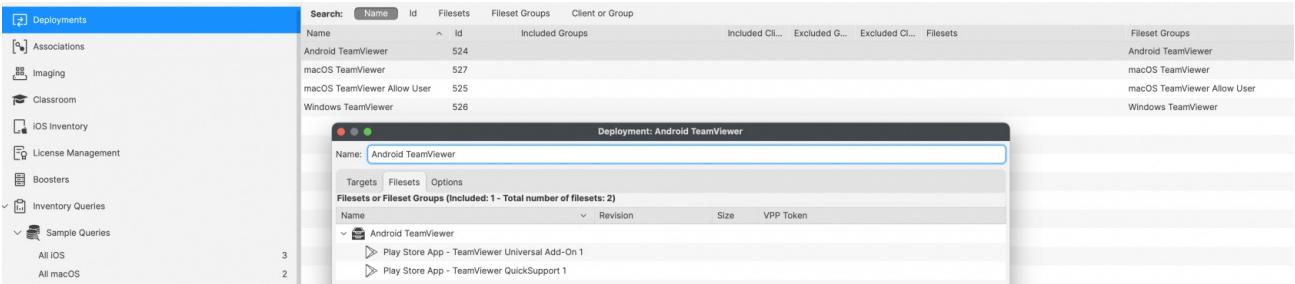 Deployments
Associations
Imaging
Classroom
iOS Inventory
License Management
Boosters
Inventory Queries
Sample Queries
All iOS 3
All macOS 2
Search: Name Id Filesets Fileset Groups Client or Group
Name Id Included Groups Included Cli... Excluded G... Excluded Cl... Filesets Fileset Groups
Android TeamViewer 524 Android TeamViewer
macOS TeamViewer 527 macOS TeamViewer
macOS TeamViewer Allow User 525 macOS TeamViewer Allow User
Windows TeamViewer 526 Windows TeamViewer
Deployment: Android TeamViewer
Name: Android TeamViewer
Targets Filesets Options
Filesets or Fileset Groups (Included: 1 - Total number of filesets: 2)
Name Revision Size VPP Token
Android TeamViewer
Play Store App - TeamViewer Universal Add-On 1
Play Store App - TeamViewer QuickSupport 1